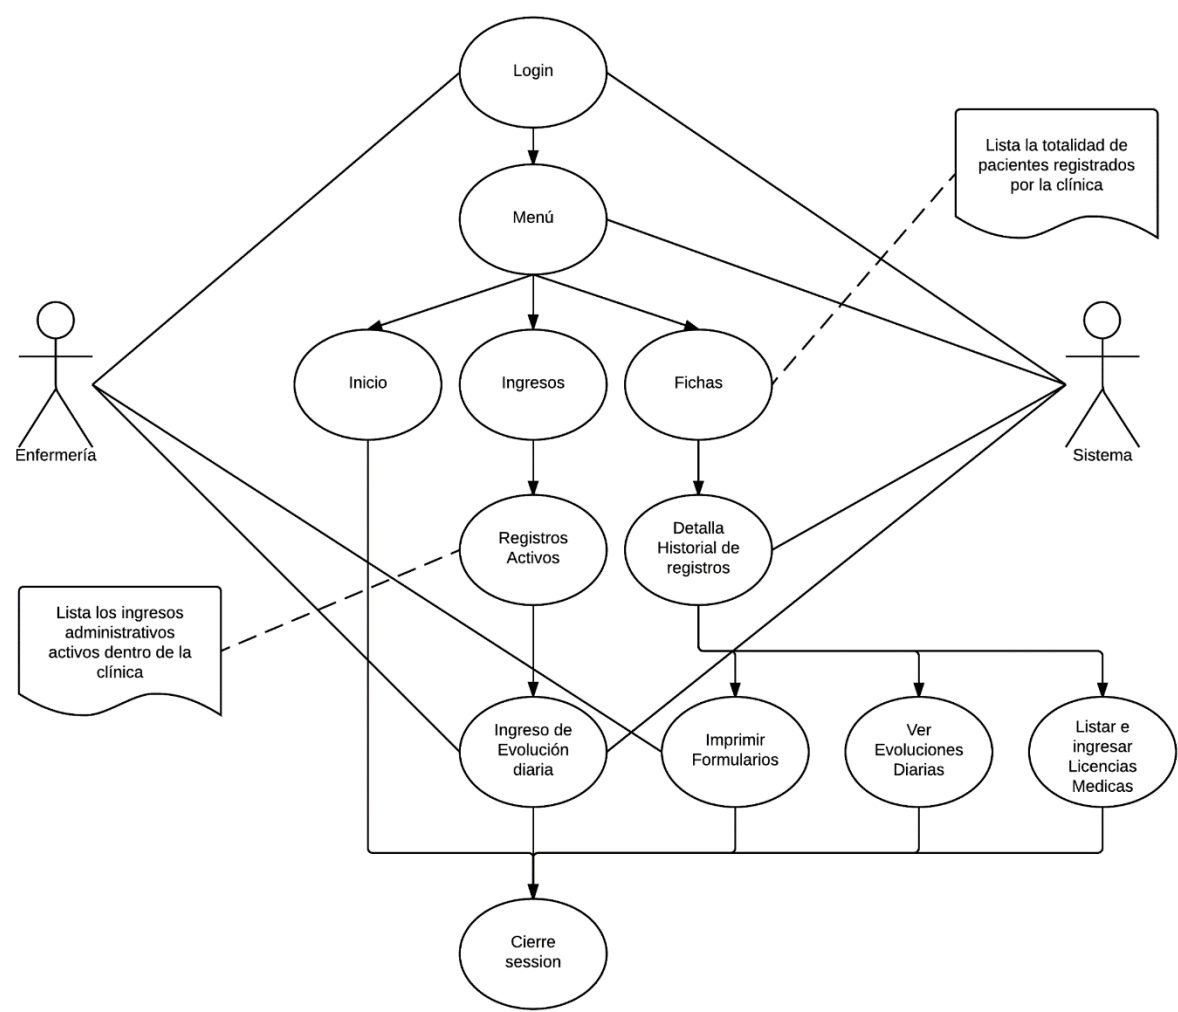 Login
Lista la totalidad de
pacientes registrados
por la clínica
Menú
Inicio
Ingresos
Fichas
Enfermería
Sistema
Registros
Activos
Detalla
Historial de
registros
Lista los ingresos
administrativos
activos dentro de la
clínica
Ingreso de
Evolución
diaria
Imprimir
Formularios
Ver
Evoluciones
Diarias
Listar e
ingresar
Licencias
Medicas
Cierre
session